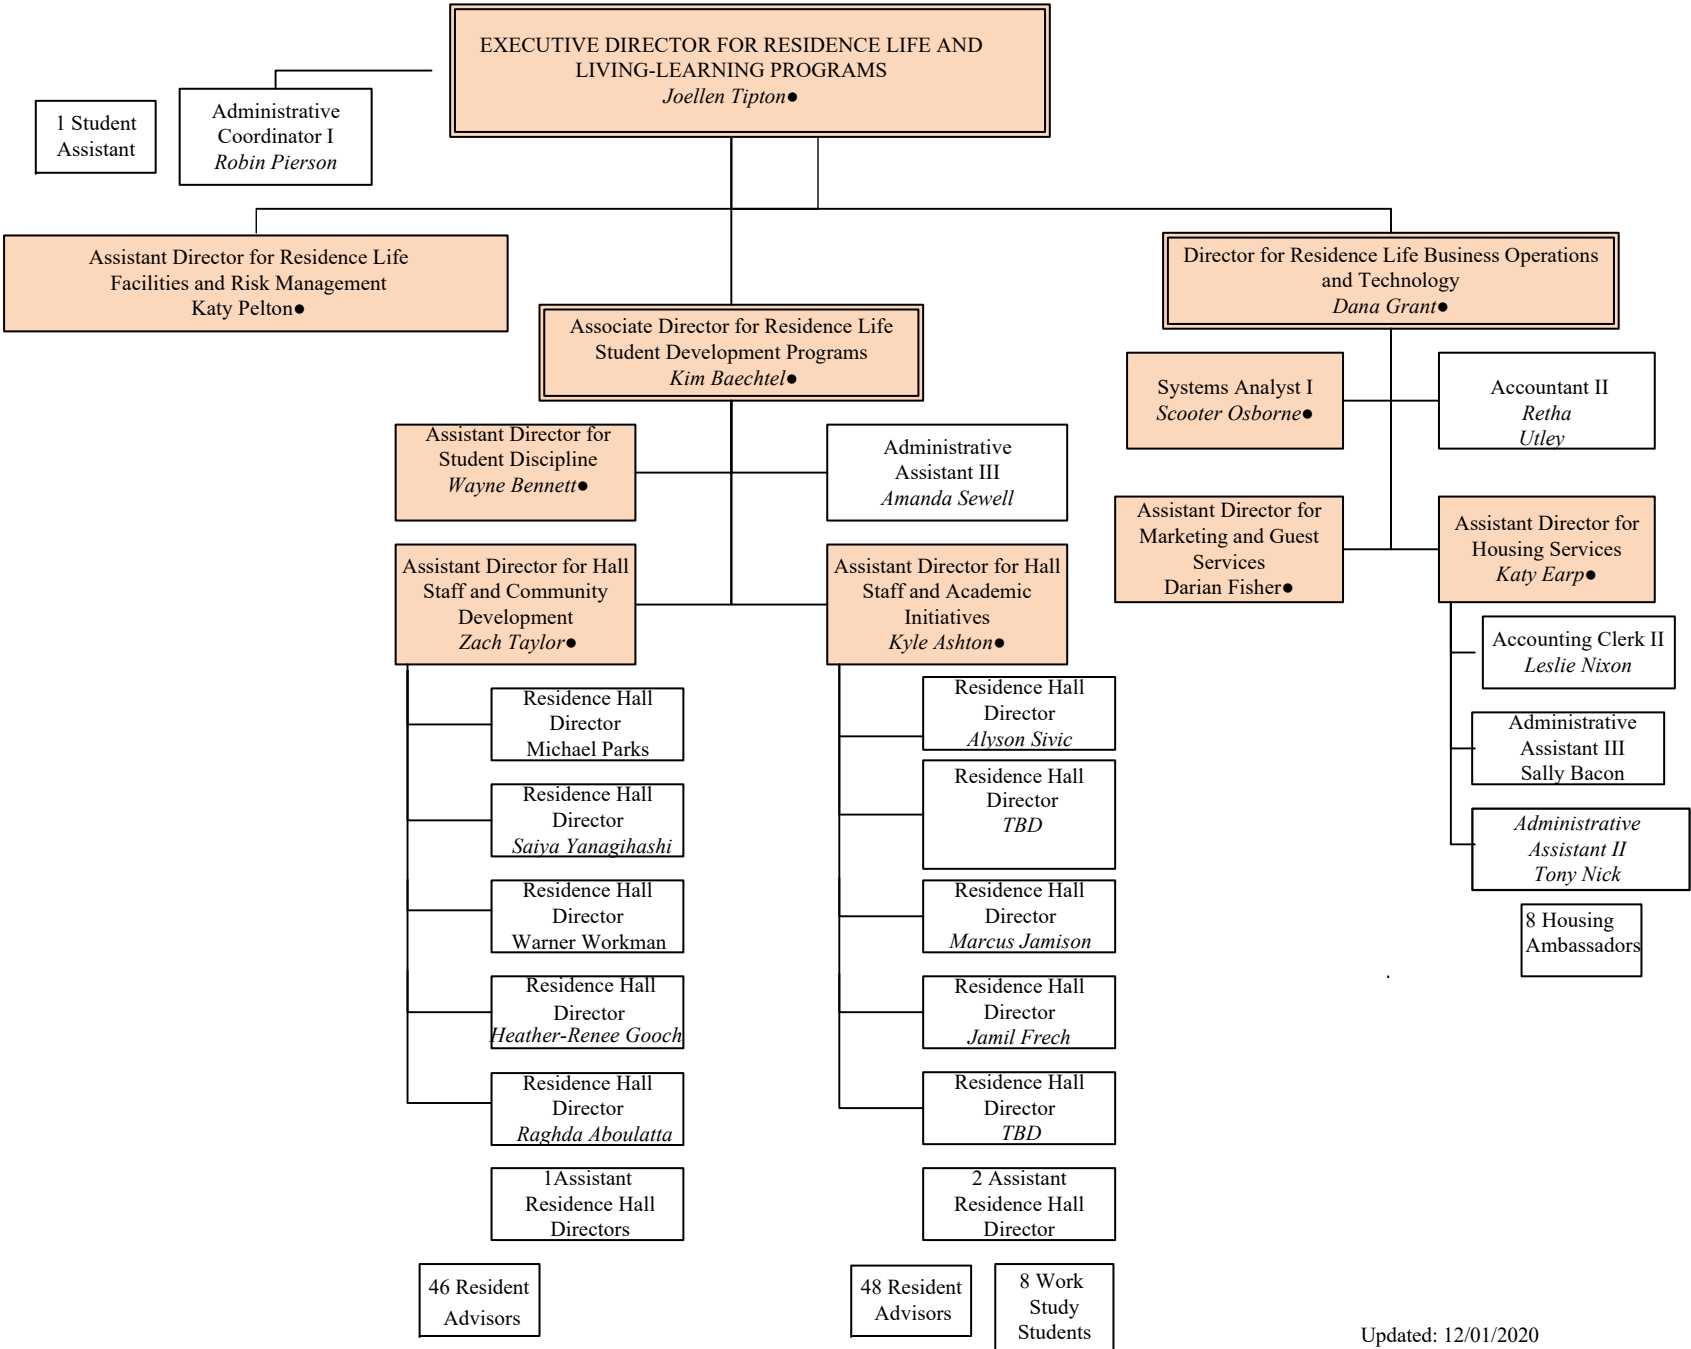 EXECUTIVE DIRECTOR FOR RESIDENCE LIFE AND
LIVING-LEARNING PROGRAMS
Joellen Tipton●
1 Student
Assistant
Administrative
Coordinator I
Robin Pierson
Assistant Director for Residence Life
Facilities and Risk Management
Katy Pelton●
Associate Director for Residence Life
Student Development Programs
Kim Baechtel●
Director for Residence Life Business Operations
and Technology
Dana Grant●
Assistant Director for
Student Discipline
Wayne Bennett●
Administrative
Assistant III
Amanda Sewell
Assistant Director for Hall
Staff and Community
Development
Zach Taylor●
Residence Hall
Director
Michael Parks
Residence Hall
Director
Saiya Yanagihashi
Residence Hall
Director
Warner Workman
Residence Hall
Director
Heather-Renee Gooch
Residence Hall
Director
Raghda Aboulatta
1Assistant
Residence Hall
Directors
46 Resident
Advisors
Assistant Director for Hall
Staff and Academic
Initiatives
Kyle Ashton●
Residence Hall
Director
Alyson Sivic
Residence Hall
Director
TBD
Residence Hall
Director
Marcus Jamison
Residence Hall
Director
Jamil Frech
Residence Hall
Director
TBD
2 Assistant
Residence Hall
Director
48 Resident
Advisors
8 Work
Study
Students
Systems Analyst I
Scooter Osborne●
Accountant II
Retha
Utley
Assistant Director for
Marketing and Guest
Services
Darian Fisher●
Assistant Director for
Housing Services
Katy Earp●
Accounting Clerk II
Leslie Nixon
Administrative
Assistant III
Sally Bacon
Administrative
Assistant II
Tony Nick
8 Housing
Ambassadors
.
Updated: 12/01/2020